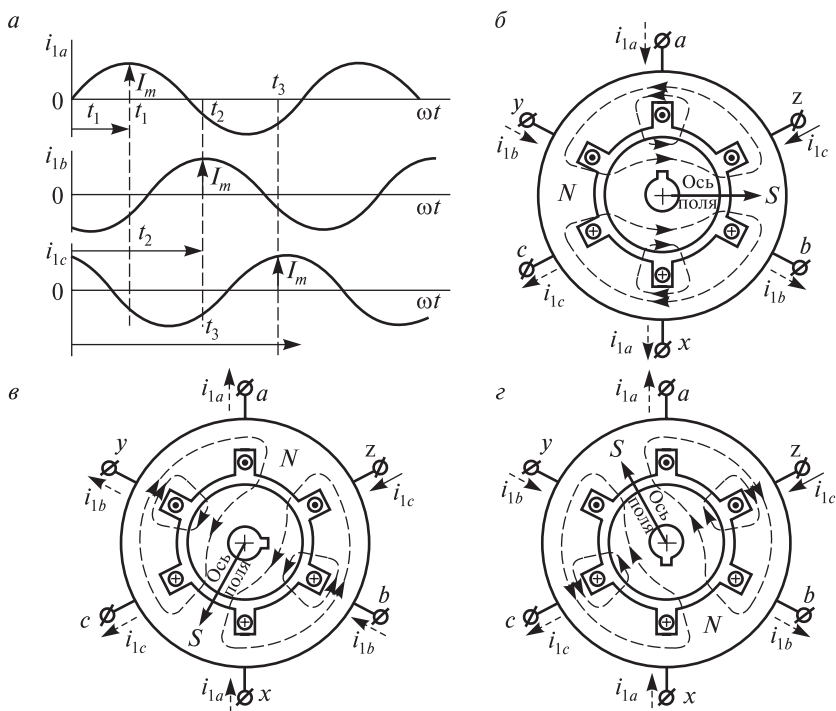 а
i₁ₐ
Iₘ
t₃
0
t₁
t₁
t₂
ωt
i₁b
0
Iₘ
ωt
t₂
i₁c
Iₘ
0
ωt
t₃
б
i₁ₐ
a
y
z
i₁b
i₁c
N
Ось
поля
S
c
b
i₁c
i₁b
i₁ₐ
x
в
i₁ₐ
a
y
N
z
i₁b
i₁c
Ось
поля
c
S
b
i₁c
i₁b
i₁ₐ
x
г
i₁ₐ
a
y
S
z
i₁b
i₁c
Ось
поля
c
N
b
i₁c
i₁b
i₁ₐ
x